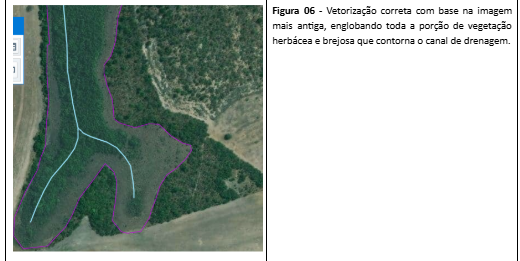 Figura 06 - Vetorização correta com base na imagem
mais antiga, englobando toda a porção de vegetação
herbácea e brejosa que contorna o canal de drenagem.